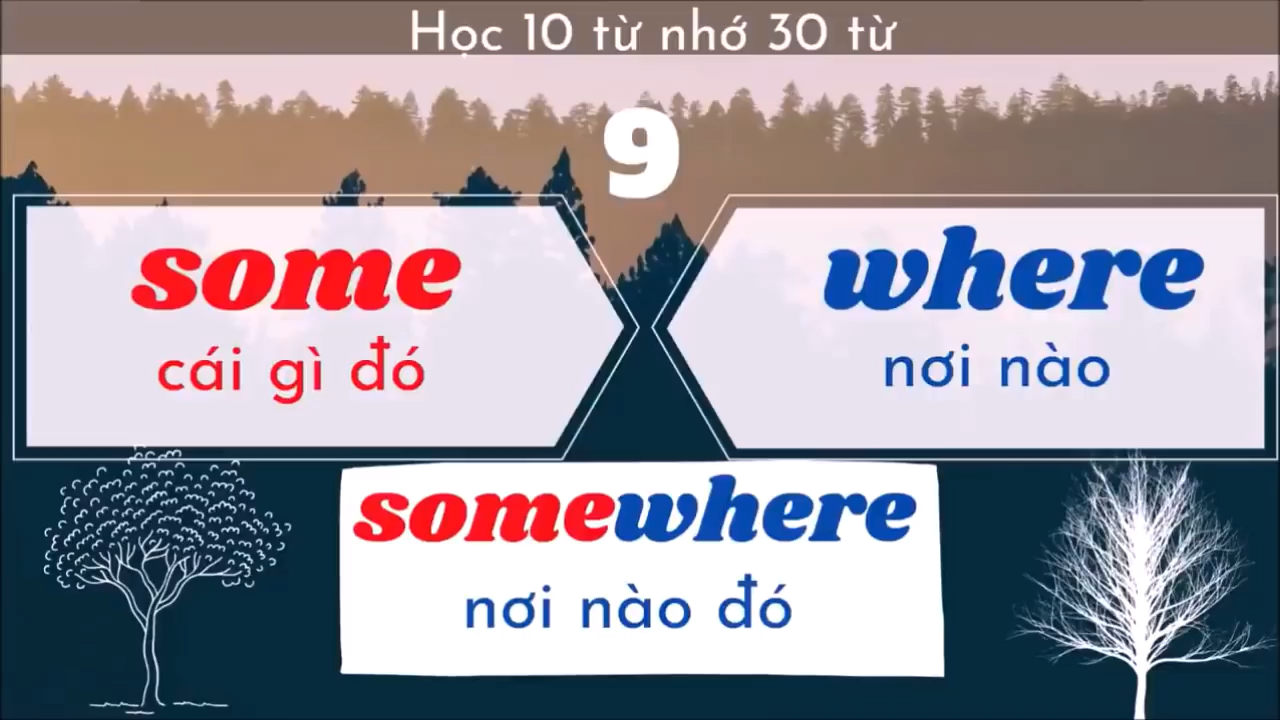 Học 10 từ nhớ 30 từ
9
some
cái gì đó
where
nơi nào
somewhere
nơi nào đó